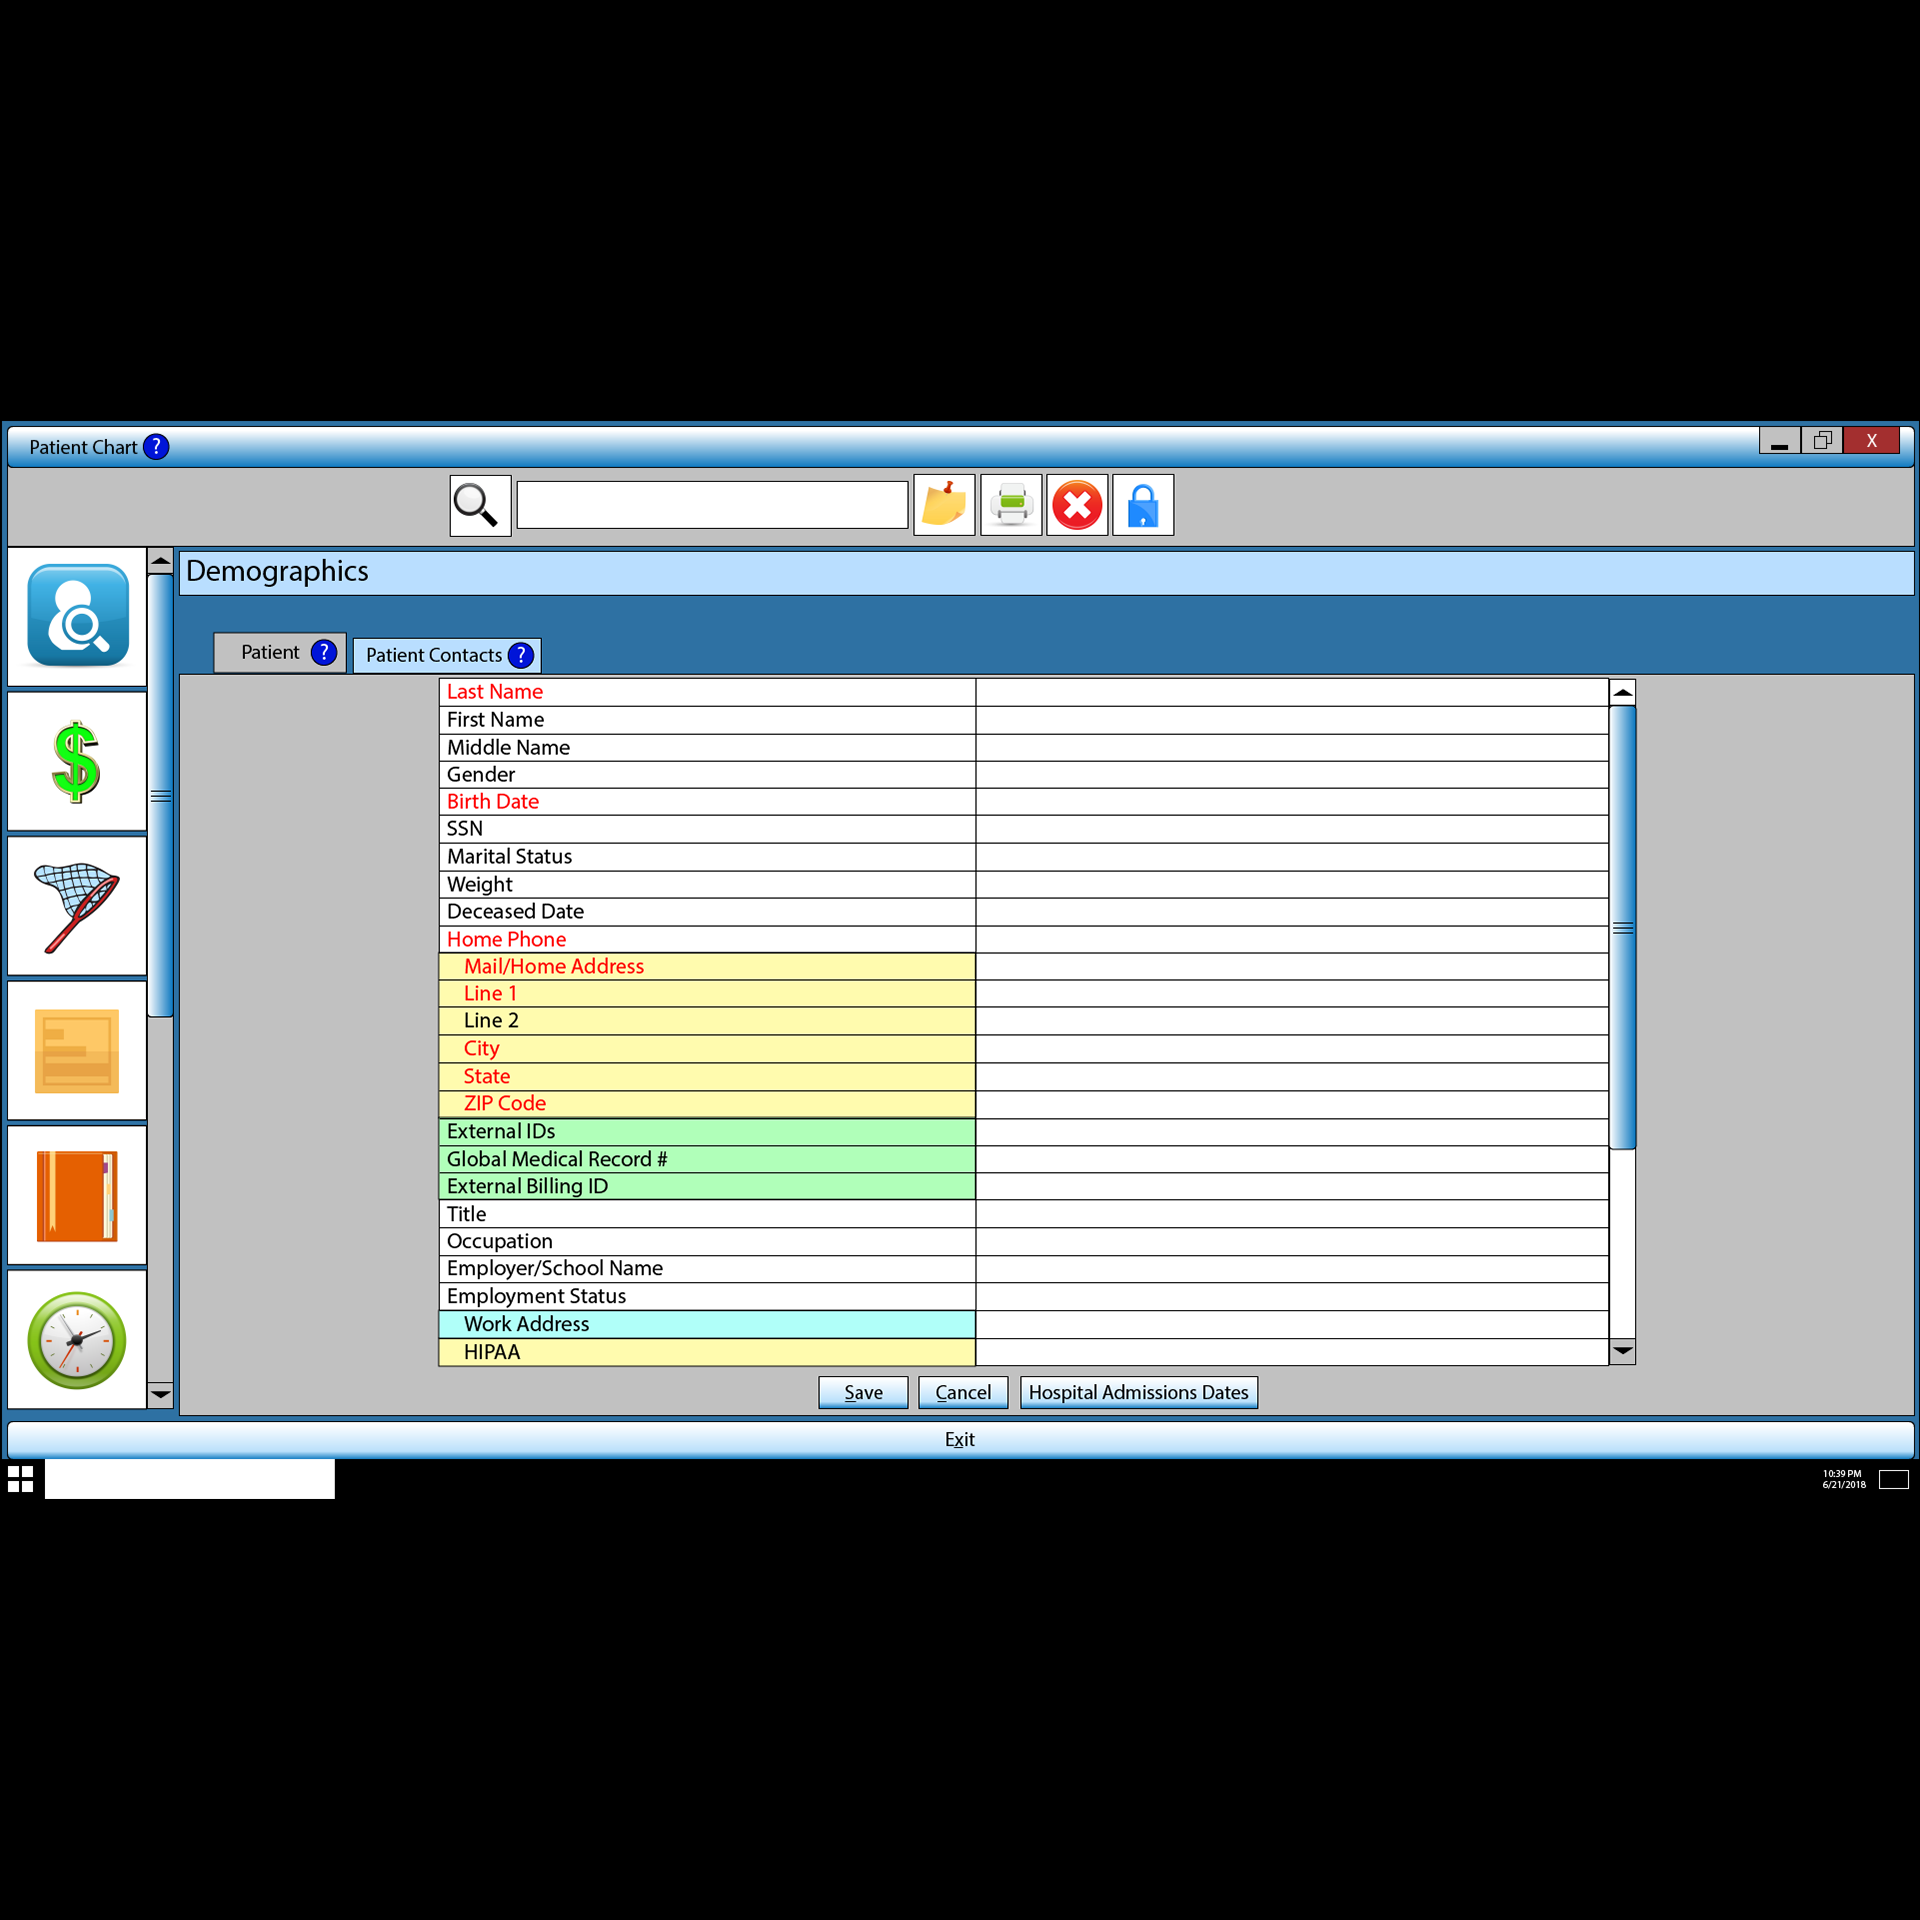 Patient Chart ?
X
Demographics
Patient ?
Patient Contacts ?
Last Name
First Name
Middle Name
Gender
Birth Date
SSN
Marital Status
Weight
Deceased Date
Home Phone
Mail/Home Address
Line 1
Line 2
City
State
ZIP Code
External IDs
Global Medical Record #
External Billing ID
Title
Occupation
Employer/School Name
Employment Status
Work Address
HIPAA
Save
Cancel
Hospital Admissions Dates
Exit
10:39 PM
6/21/2018